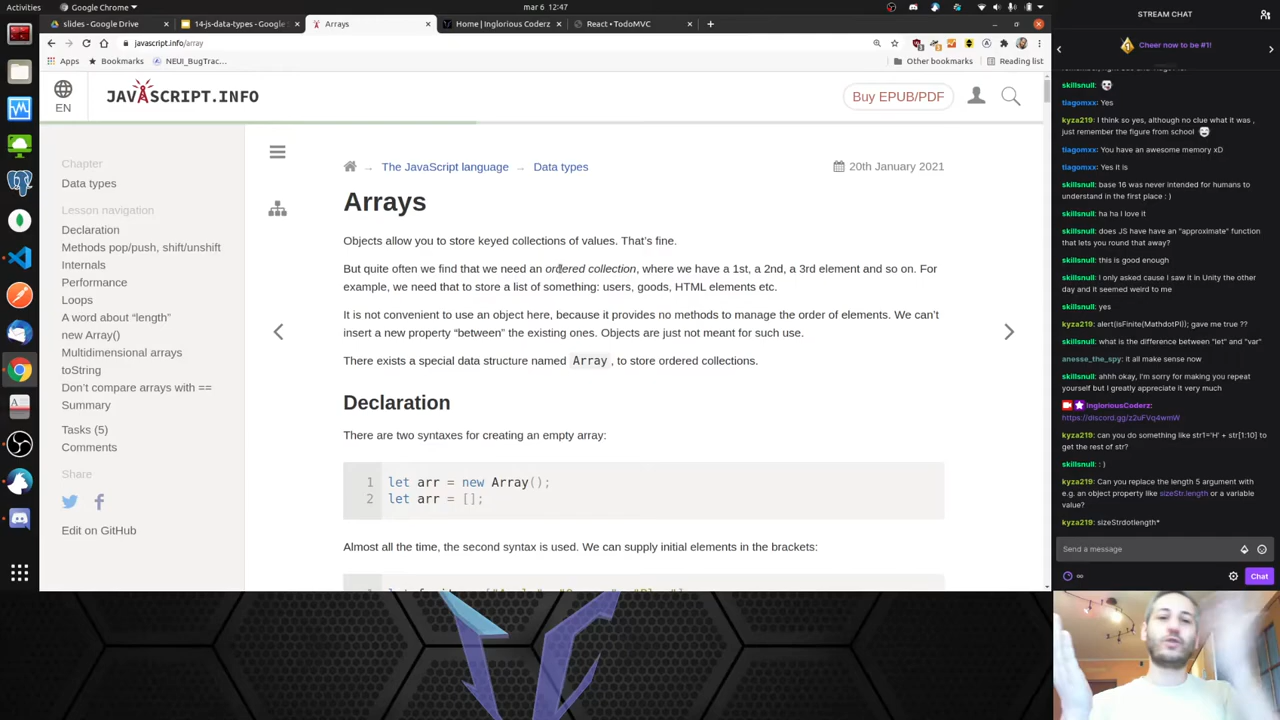 Activities
Google Chrome
mar 6 12:47
slides - Google Drive
14-js-data-types - Google S
Arrays
Home | Inglorious Coderz
React • TodoMVC
javascript.info/array
Apps
Bookmarks
NEUI_BugTrac...
Other bookmarks
Reading list
EN
JAVASCRIPT.INFO
Buy EPUB/PDF
Chapter
Data types
Lesson navigation
Declaration
Methods pop/push, shift/unshift
Internals
Performance
Loops
A word about “length”
new Array()
Multidimensional arrays
toString
Don’t compare arrays with ==
Summary
Tasks (5)
Comments
Share
Edit on GitHub
The JavaScript language → Data types
20th January 2021
Arrays
Objects allow you to store keyed collections of values. That’s fine.
But quite often we find that we need an ordered collection, where we have a 1st, a 2nd, a 3rd element and so on. For
example, we need that to store a list of something: users, goods, HTML elements etc.
It is not convenient to use an object here, because it provides no methods to manage the order of elements. We can’t
insert a new property “between” the existing ones. Objects are just not meant for such use.
There exists a special data structure named Array, to store ordered collections.
Declaration
There are two syntaxes for creating an empty array:
1 let arr = new Array();
2 let arr = [];
Almost all the time, the second syntax is used. We can supply initial elements in the brackets:
STREAM CHAT
Cheer now to be #1!
skillsnull:
tiagomxx: Yes
kyza219: I think so yes, although no clue what it was ,
just remember the figure from school
tiagomxx: You have an awesome memory xD
tiagomxx: Yes it is
skillsnull: base 16 was never intended for humans to
understand in the first place : )
skillsnull: ha ha I love it
skillsnull: does JS have have an "approximate" function
that lets you round that away?
skillsnull: this is good enough
skillsnull: I only asked cause I saw it in Unity the other
day and it seemed weird to me
skillsnull: yes
kyza219: alert(isFinite(MathdotPI)); gave me true ??
skillsnull: what is the difference between "let" and "var"
anesse_the_spy: it all make sense now
skillsnull: ahhh okay, I'm sorry for making you repeat
yourself but I greatly appreciate it very much
IngloriousCoderz:
https://discord.gg/z2uFVq4wmW
kyza219: can you do something like str1='H' + str[1:10] to
get the rest of str?
skillsnull: : )
kyza219: Can you replace the length 5 argument with
e.g. an object property like sizeStr.length or a variable
value?
kyza219: sizeStrdotlength*
Send a message
Chat